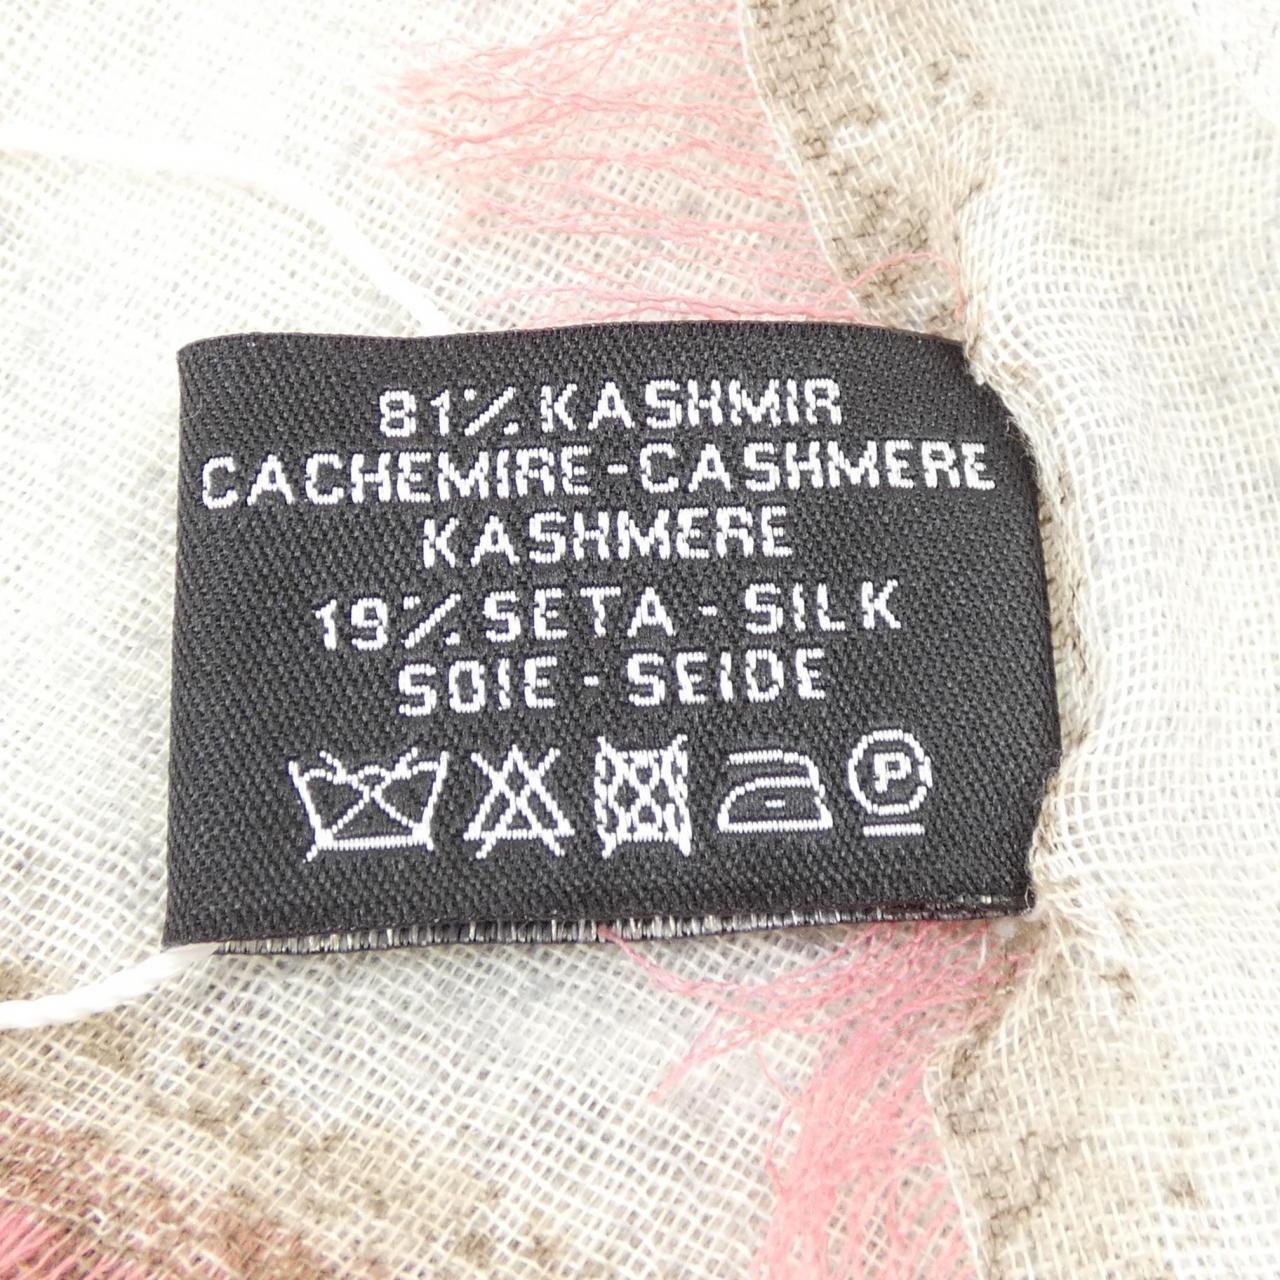 81% KASHMIR
CACHEMIRE-CASHMERE
KASHMERE
19% SETA - SILK
SOIE - SEIDE
P